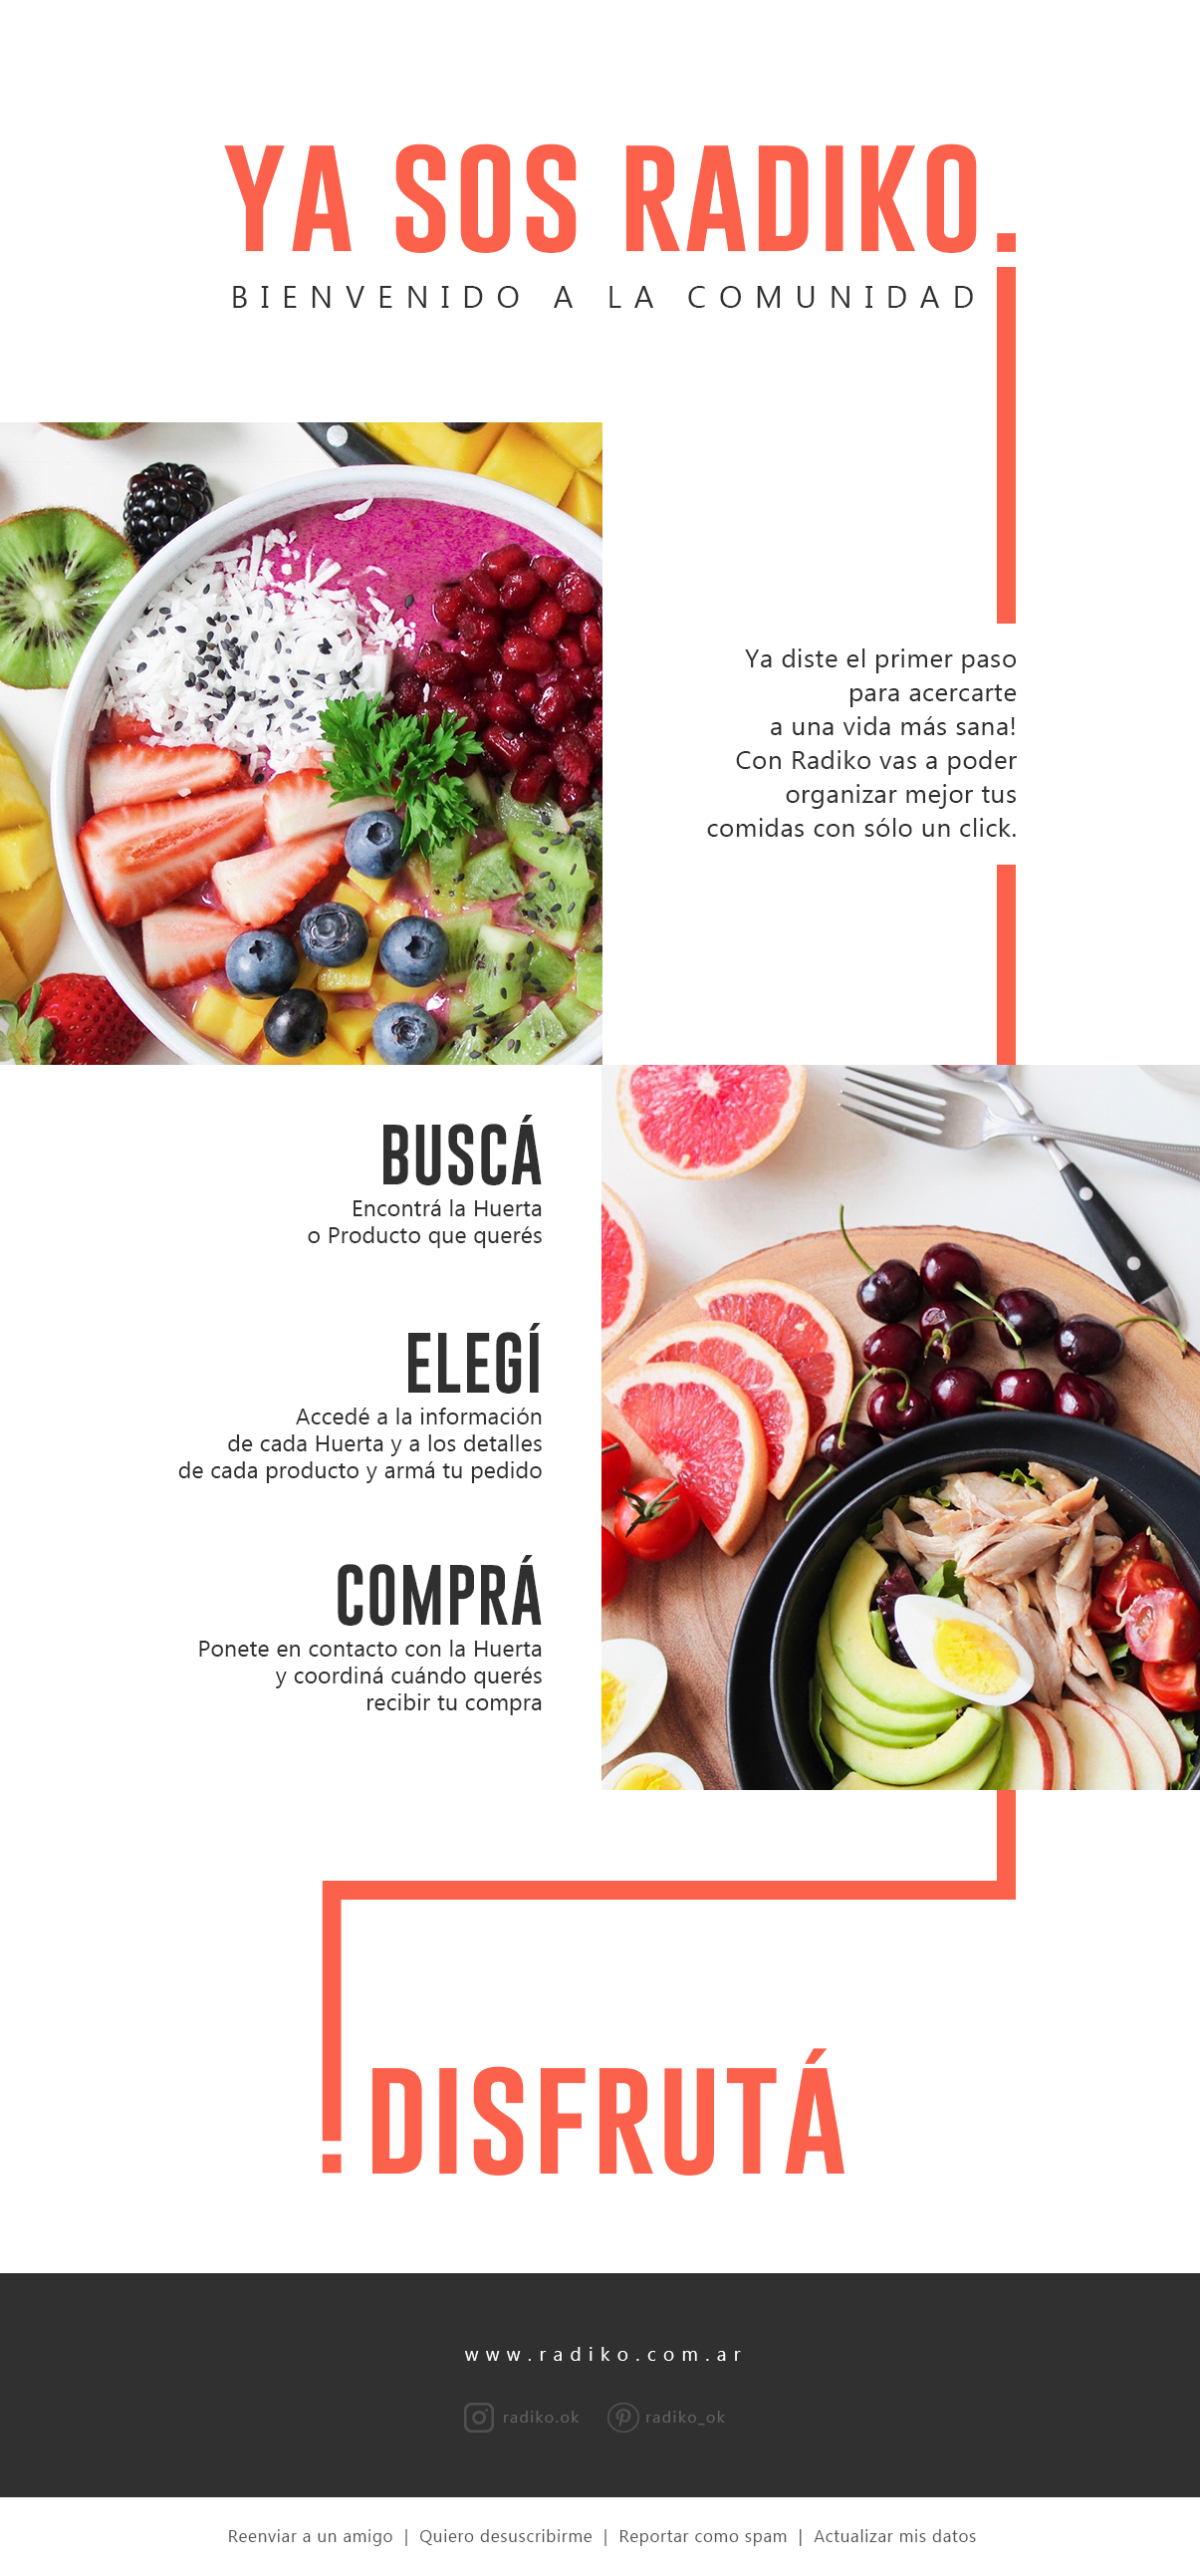 YA SOS RADIKO.
BIENVENIDO A LA COMUNIDAD
Ya diste el primer paso
para acercarte
a una vida más sana!
Con Radiko vas a poder
organizar mejor tus
comidas con sólo un click.
BUSCÁ
Encontrá la Huerta
o Producto que querés
ELEGÍ
Accedé a la información
de cada Huerta y a los detalles
de cada producto y armá tu pedido
COMPRÁ
Ponete en contacto con la Huerta
y coordiná cuándo querés
recibir tu compra
DISFRUTÁ
www.radiko.com.ar
radiko.ok radiko_ok
Reenviar a un amigo | Quiero desuscribirme | Reportar como spam | Actualizar mis datos